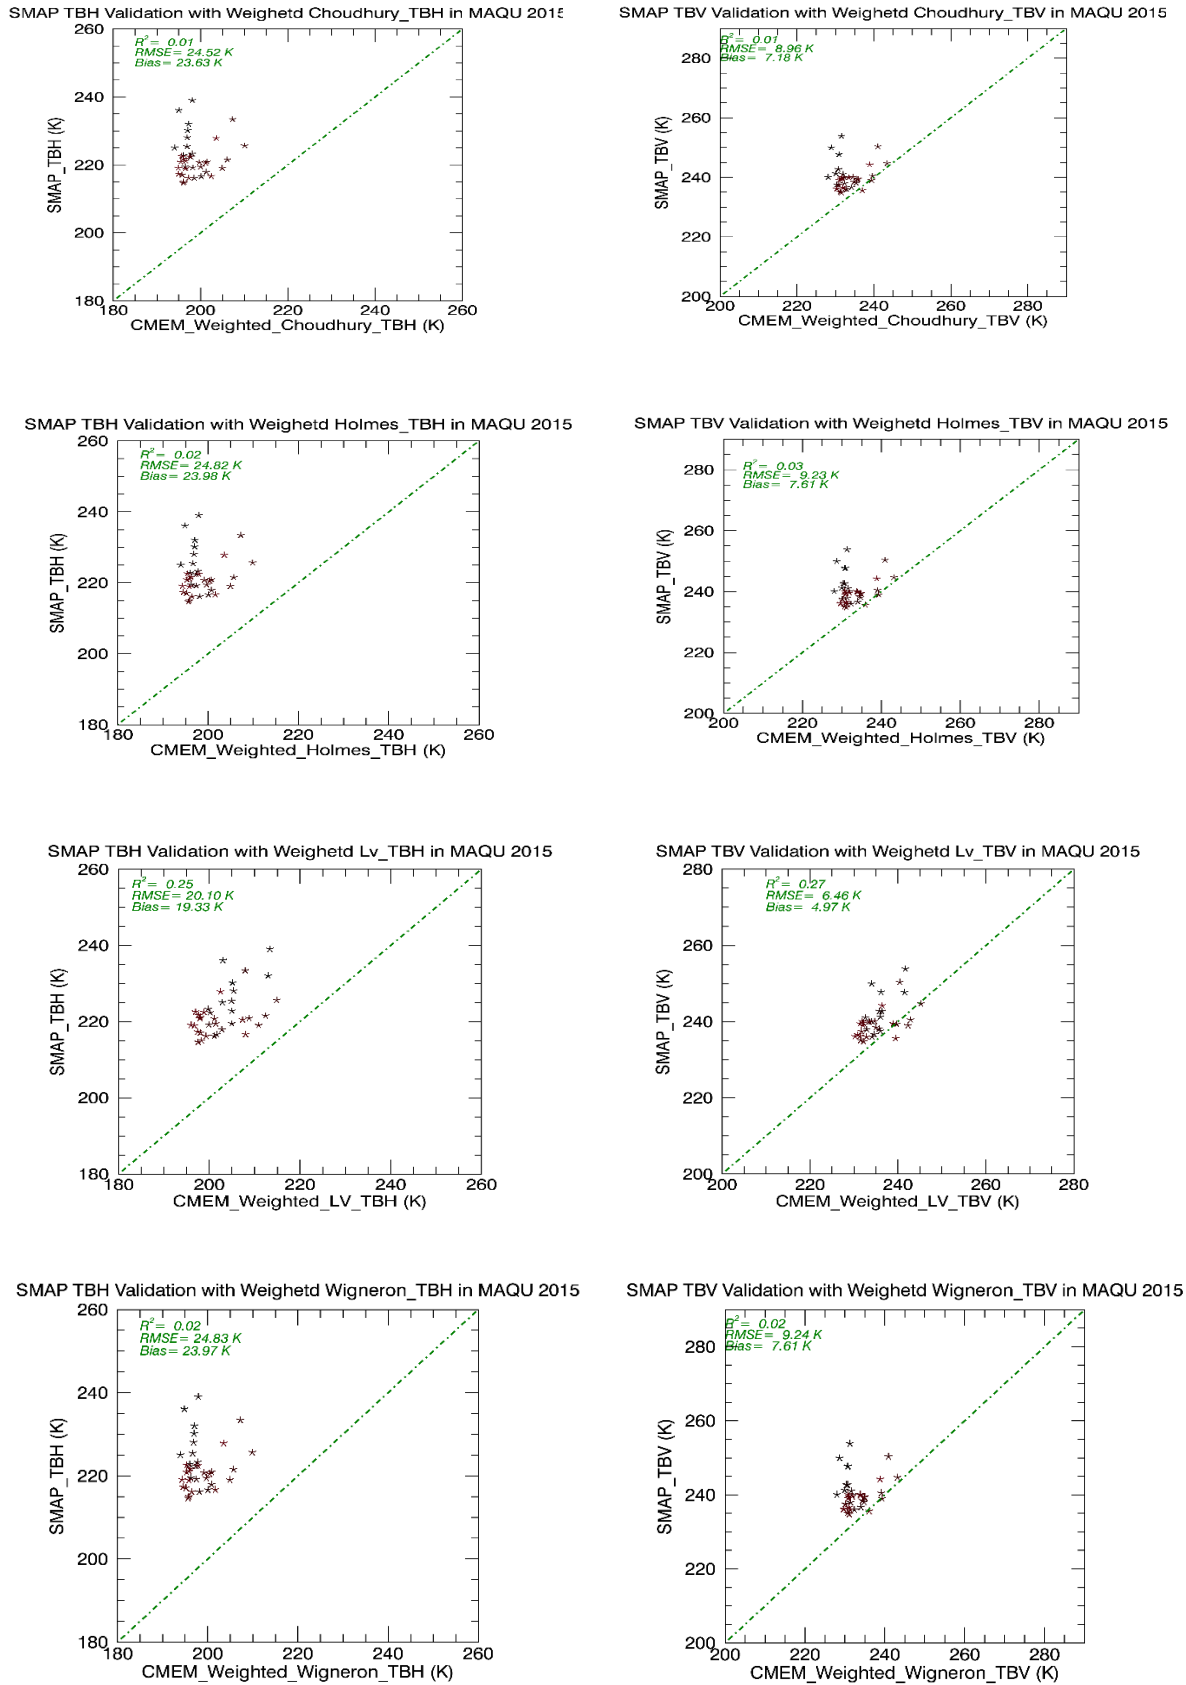 SMAP TBH Validation with Weighetd Choudhury_TBH in MAQU 2015
R²= 0.01
RMSE= 24.52 K
Bias= 23.63 K
260
240
220
200
180
SMAP_TBH (K)
180 200 220 240 260
CMEM_Weighted_Choudhury_TBH (K)
SMAP TBV Validation with Weighetd Choudhury_TBV in MAQU 2015
R²= 0.01
RMSE= 8.96 K
Bias= 7.18 K
280
260
240
220
200
SMAP_TBV (K)
200 220 240 260 280
CMEM_Weighted_Choudhury_TBV (K)
SMAP TBH Validation with Weighetd Holmes_TBH in MAQU 2015
R²= 0.02
RMSE= 24.82 K
Bias= 23.98 K
260
240
220
200
180
SMAP_TBH (K)
180 200 220 240 260
CMEM_Weighted_Holmes_TBH (K)
SMAP TBV Validation with Weighetd Holmes_TBV in MAQU 2015
R²= 0.03
RMSE= 9.23 K
Bias= 7.61 K
280
260
240
220
200
SMAP_TBV (K)
200 220 240 260 280
CMEM_Weighted_Holmes_TBV (K)
SMAP TBH Validation with Weighetd Lv_TBH in MAQU 2015
R²= 0.25
RMSE= 20.10 K
Bias= 19.33 K
260
240
220
200
180
SMAP_TBH (K)
180 200 220 240 260
CMEM_Weighted_LV_TBH (K)
SMAP TBV Validation with Weighetd Lv_TBV in MAQU 2015
R²= 0.27
RMSE= 6.46 K
Bias= 4.97 K
280
260
240
220
200
SMAP_TBV (K)
200 220 240 260 280
CMEM_Weighted_LV_TBV (K)
SMAP TBH Validation with Weighetd Wigneron_TBH in MAQU 2015
R²= 0.02
RMSE= 24.83 K
Bias= 23.97 K
260
240
220
200
180
SMAP_TBH (K)
180 200 220 240 260
CMEM_Weighted_Wigneron_TBH (K)
SMAP TBV Validation with Weighetd Wigneron_TBV in MAQU 2015
R²= 0.02
RMSE= 9.24 K
Bias= 7.61 K
280
260
240
220
200
SMAP_TBV (K)
200 220 240 260 280
CMEM_Weighted_Wigneron_TBV (K)